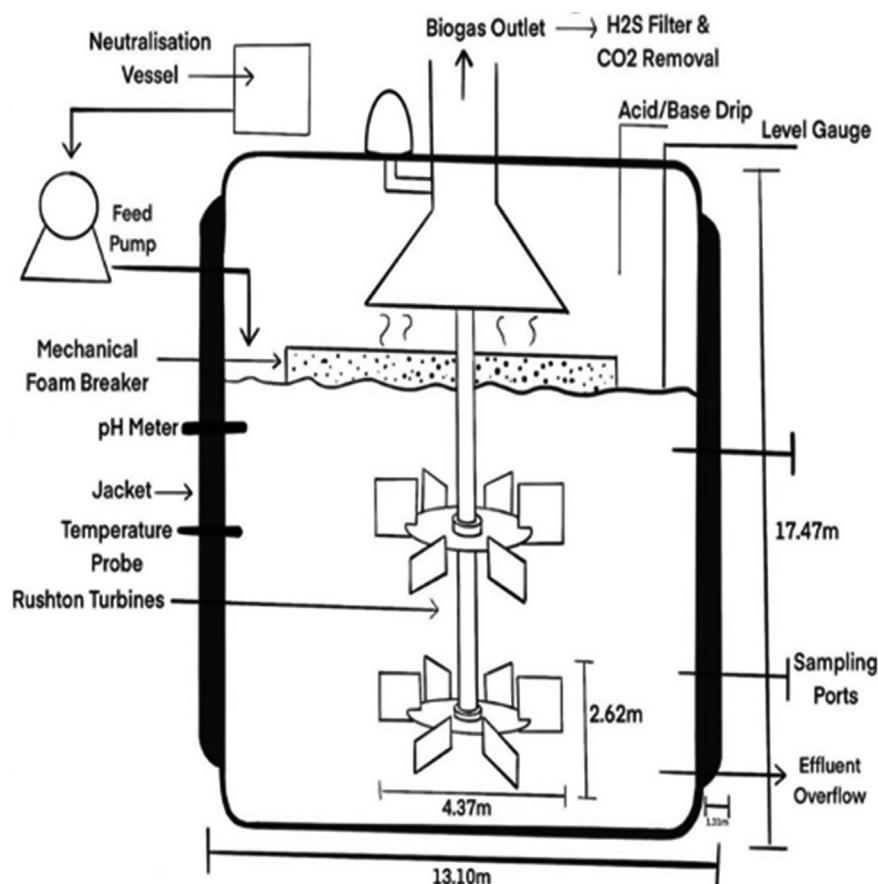 Biogas Outlet
H2S Filter &
CO2 Removal
Neutralisation
Vessel
Acid/Base Drip
Level Gauge
Feed
Pump
Mechanical
Foam Breaker
pH Meter
Jacket
Temperature
Probe
17.47m
Rushton Turbines
Sampling
Ports
2.62m
Effluent
Overflow
4.37m
13.10m